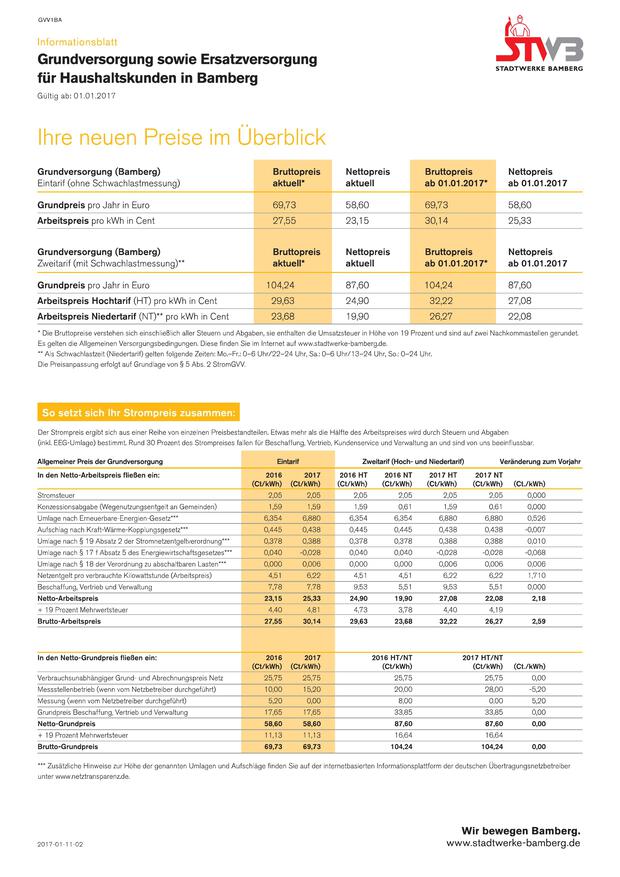 GVV1BA
STWB
STADTWERKE BAMBERG
Informationsblatt
Grundversorgung sowie Ersatzversorgung
für Haushaltskunden in Bamberg
Gültig ab: 01.01.2017
Ihre neuen Preise im Überblick
Grundversorgung (Bamberg) Bruttopreis Nettopreis Bruttopreis Nettopreis
Eintarif (ohne Schwachlastmessung) aktuell* aktuell ab 01.01.2017* ab 01.01.2017
Grundpreis pro Jahr in Euro 69,73 58,60 69,73 58,60
Arbeitspreis pro kWh in Cent 27,55 23,15 30,14 25,33
Grundversorgung (Bamberg) Bruttopreis Nettopreis Bruttopreis Nettopreis
Zweitarif (mit Schwachlastmessung)** aktuell* aktuell ab 01.01.2017* ab 01.01.2017
Grundpreis pro Jahr in Euro 104,24 87,60 104,24 87,60
Arbeitspreis Hochtarif (HT) pro kWh in Cent 29,63 24,90 32,22 27,08
Arbeitspreis Niedertarif (NT)** pro kWh in Cent 23,68 19,90 26,27 22,08
* Die Bruttopreise verstehen sich einschließlich aller Steuern und Abgaben, sie enthalten die Umsatzsteuer in Höhe von 19 Prozent und sind auf zwei Nachkommastellen gerundet.
Es gelten die Allgemeinen Versorgungsbedingungen. Diese finden Sie im Internet auf www.stadtwerke-bamberg.de.
** Als Schwachlastzeit (Niedertarif) gelten folgende Zeiten: Mo.–Fr.: 0–6 Uhr/22–24 Uhr, Sa.: 0–6 Uhr/13–24 Uhr, So.: 0–24 Uhr.
Die Preisanpassung erfolgt auf Grundlage von § 5 Abs. 2 StromGVV.
So setzt sich Ihr Strompreis zusammen:
Der Strompreis ergibt sich aus einer Reihe von einzelnen Preisbestandteilen. Etwas mehr als die Hälfte des Arbeitspreises wird durch Steuern und Abgaben
(inkl. EEG-Umlage) bestimmt. Rund 30 Prozent des Strompreises fallen für Beschaffung, Vertrieb, Kundenservice und Verwaltung an und sind von uns beeinflussbar.
Allgemeiner Preis der Grundversorgung Eintarif Zweitarif (Hoch- und Niedertarif) Veränderung zum Vorjahr
In den Netto-Arbeitspreis fließen ein: 2016 2017 2016 HT 2016 NT 2017 HT 2017 NT
(Ct/kWh) (Ct/kWh) (Ct/kWh) (Ct/kWh) (Ct/kWh) (Ct/kWh) (Ct./kWh)
Stromsteuer 2,05 2,05 2,05 2,05 2,05 2,05 0,000
Konzessionsabgabe (Wegenutzungsentgelt an Gemeinden) 1,59 1,59 1,59 0,61 1,59 0,61 0,000
Umlage nach Erneuerbare-Energien-Gesetz*** 6,354 6,880 6,354 6,354 6,880 6,880 0,526
Aufschlag nach Kraft-Wärme-Kopplungsgesetz*** 0,445 0,438 0,445 0,445 0,438 0,438 -0,007
Umlage nach § 19 Absatz 2 der Stromnetzentgeltverordnung*** 0,378 0,388 0,378 0,378 0,388 0,388 0,010
Umlage nach § 17 f Absatz 5 des Energiewirtschaftsgesetzes*** 0,040 -0,028 0,040 0,040 -0,028 -0,028 -0,068
Umlage nach § 18 der Verordnung zu abschaltbaren Lasten*** 0,000 0,006 0,000 0,000 0,006 0,006 0,006
Netzentgelt pro verbrauchte Kilowattstunde (Arbeitspreis) 4,51 6,22 4,51 4,51 6,22 6,22 1,710
Beschaffung, Vertrieb und Verwaltung 7,78 7,78 9,53 5,51 9,53 5,51 0,000
Netto-Arbeitspreis 23,15 25,33 24,90 19,90 27,08 22,08 2,18
+ 19 Prozent Mehrwertsteuer 4,40 4,81 4,73 3,78 4,40 4,19
Brutto-Arbeitspreis 27,55 30,14 29,63 23,68 32,22 26,27 2,59
In den Netto-Grundpreis fließen ein: 2016 2017 2016 HT/NT 2017 HT/NT
(Ct/kWh) (Ct/kWh) (Ct/kWh) (Ct/kWh) (Ct./kWh)
Verbrauchsunabhängiger Grund- und Abrechnungspreis Netz 25,75 25,75 25,75 25,75 0,00
Messstellenbetrieb (wenn vom Netzbetreiber durchgeführt) 10,00 15,20 20,00 28,00 -5,20
Messung (wenn vom Netzbetreiber durchgeführt) 5,20 0,00 8,00 0,00 5,20
Grundpreis Beschaffung, Vertrieb und Verwaltung 17,65 17,65 33,85 33,85 0,00
Netto-Grundpreis 58,60 58,60 87,60 87,60 0,00
+ 19 Prozent Mehrwertsteuer 11,13 11,13 16,64 16,64
Brutto-Grundpreis 69,73 69,73 104,24 104,24 0,00
*** Zusätzliche Hinweise zur Höhe der genannten Umlagen und Aufschläge finden Sie auf der internetbasierten Informationsplattform der deutschen Übertragungsnetzbetreiber
unter www.netztransparenz.de.
Wir bewegen Bamberg.
2017-01-11-02 www.stadtwerke-bamberg.de